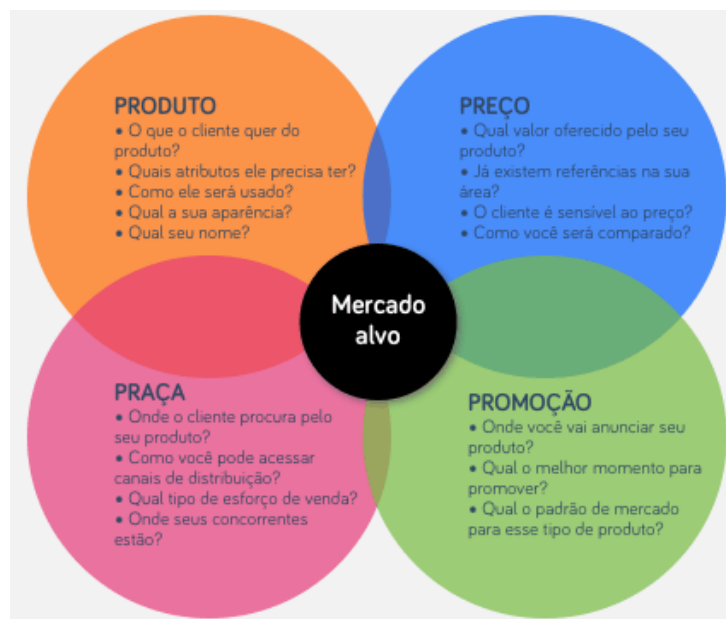 PRODUTO
• O que o cliente quer do
produto?
• Quais atributos ele precisa ter?
• Como ele será usado?
• Qual a sua aparência?
• Qual seu nome?
PREÇO
• Qual valor oferecido pelo seu
produto?
• Já existem referências na sua
área?
• O cliente é sensível ao preço?
• Como você será comparado?
Mercado
alvo
PRAÇA
• Onde o cliente procura pelo
seu produto?
• Como você pode acessar
canais de distribuição?
• Qual tipo de esforço de venda?
• Onde seus concorrentes
estão?
PROMOÇÃO
• Onde você vai anunciar seu
produto?
• Qual o melhor momento para
promover?
• Qual o padrão de mercado
para esse tipo de produto?